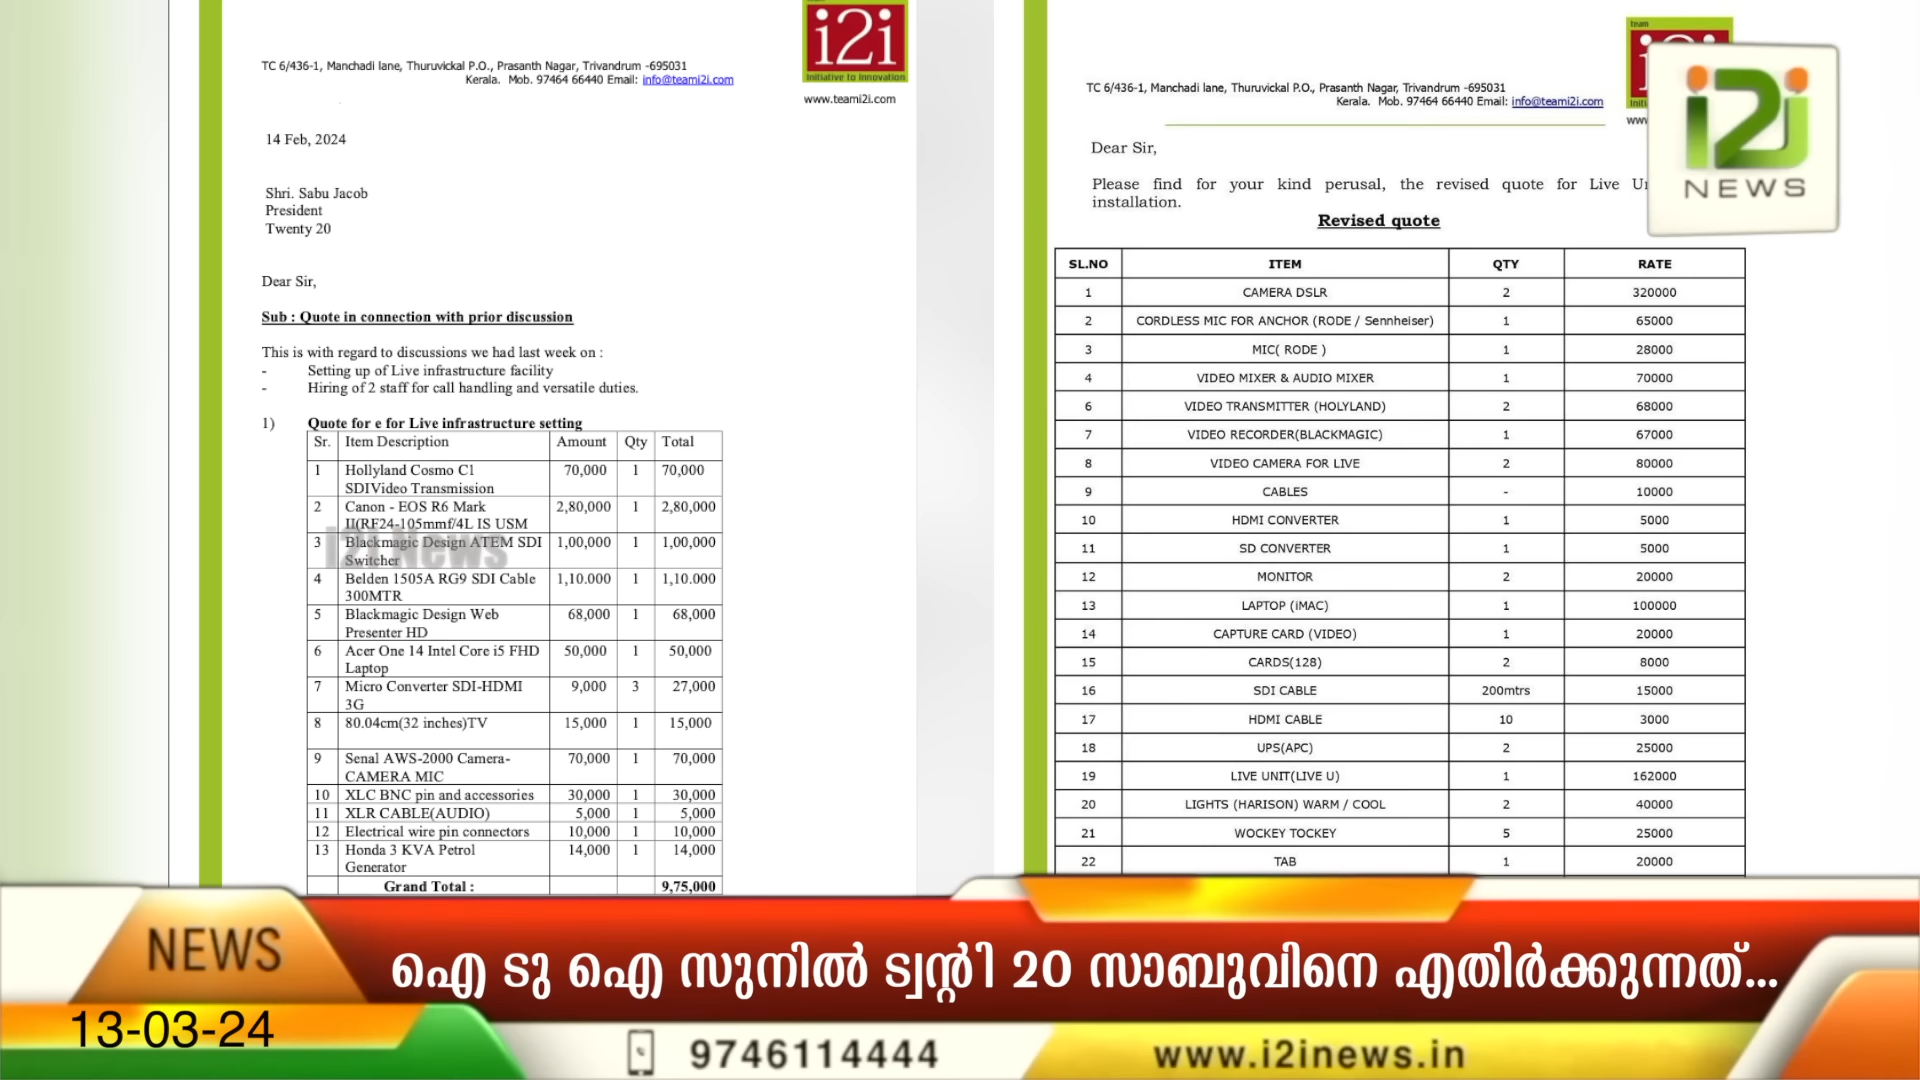 i2i
Initiative to Innovation
www.teami2i.com
TC 6/436-1, Manchadi lane, Thuruvickal P.O., Prasanth Nagar, Trivandrum -695031
Kerala. Mob. 97464 66440 Email: info@teami2i.com
14 Feb, 2024
Shri. Sabu Jacob
President
Twenty 20
Dear Sir,
Sub : Quote in connection with prior discussion
This is with regard to discussions we had last week on :
- Setting up of Live infrastructure facility
- Hiring of 2 staff for call handling and versatile duties.
1) Quote for e for Live infrastructure setting
Sr. Item Description Amount Qty Total
1 Hollyland Cosmo C1 70,000 1 70,000
SDIVideo Transmission
2 Canon - EOS R6 Mark 2,80,000 1 2,80,000
II(RF24-105mmf/4L IS USM
3 Blackmagic Design ATEM SDI 1,00,000 1 1,00,000
Switcher
i2i News
4 Belden 1505A RG9 SDI Cable 1,10.000 1 1,10.000
300MTR
5 Blackmagic Design Web 68,000 1 68,000
Presenter HD
6 Acer One 14 Intel Core i5 FHD 50,000 1 50,000
Laptop
7 Micro Converter SDI-HDMI 9,000 3 27,000
3G
8 80.04cm(32 inches)TV 15,000 1 15,000
9 Senal AWS-2000 Camera- 70,000 1 70,000
CAMERA MIC
10 XLC BNC pin and accessories 30,000 1 30,000
11 XLR CABLE(AUDIO) 5,000 1 5,000
12 Electrical wire pin connectors 10,000 1 10,000
13 Honda 3 KVA Petrol 14,000 1 14,000
Generator
Grand Total : 9,75,000
team
TC 6/436-1, Manchadi lane, Thuruvickal P.O., Prasanth Nagar, Trivandrum -695031
Kerala. Mob. 97464 66440 Email: info@teami2i.com
i2i
NEWS
Dear Sir,
Please find for your kind perusal, the revised quote for Live
installation.
Revised quote
SL.NO ITEM QTY RATE
1 CAMERA DSLR 2 320000
2 CORDLESS MIC FOR ANCHOR (RODE / Sennheiser) 1 65000
3 MIC( RODE ) 1 28000
4 VIDEO MIXER & AUDIO MIXER 1 70000
6 VIDEO TRANSMITTER (HOLYLAND) 2 68000
7 VIDEO RECORDER(BLACKMAGIC) 1 67000
8 VIDEO CAMERA FOR LIVE 2 80000
9 CABLES - 10000
10 HDMI CONVERTER 1 5000
11 SD CONVERTER 1 5000
12 MONITOR 2 20000
13 LAPTOP (iMAC) 1 100000
14 CAPTURE CARD (VIDEO) 1 20000
15 CARDS(128) 2 8000
16 SDI CABLE 200mtrs 15000
17 HDMI CABLE 10 3000
18 UPS(APC) 2 25000
19 LIVE UNIT(LIVE U) 1 162000
20 LIGHTS (HARISON) WARM / COOL 2 40000
21 WOCKEY TOCKEY 5 25000
22 TAB 1 20000
NEWS
ഐ ടു ഐ സുനിൽ ട്വന്റി 20 സാബുവിനെ എതിർക്കുന്നത്...
13-03-24
9746114444
www.i2inews.in